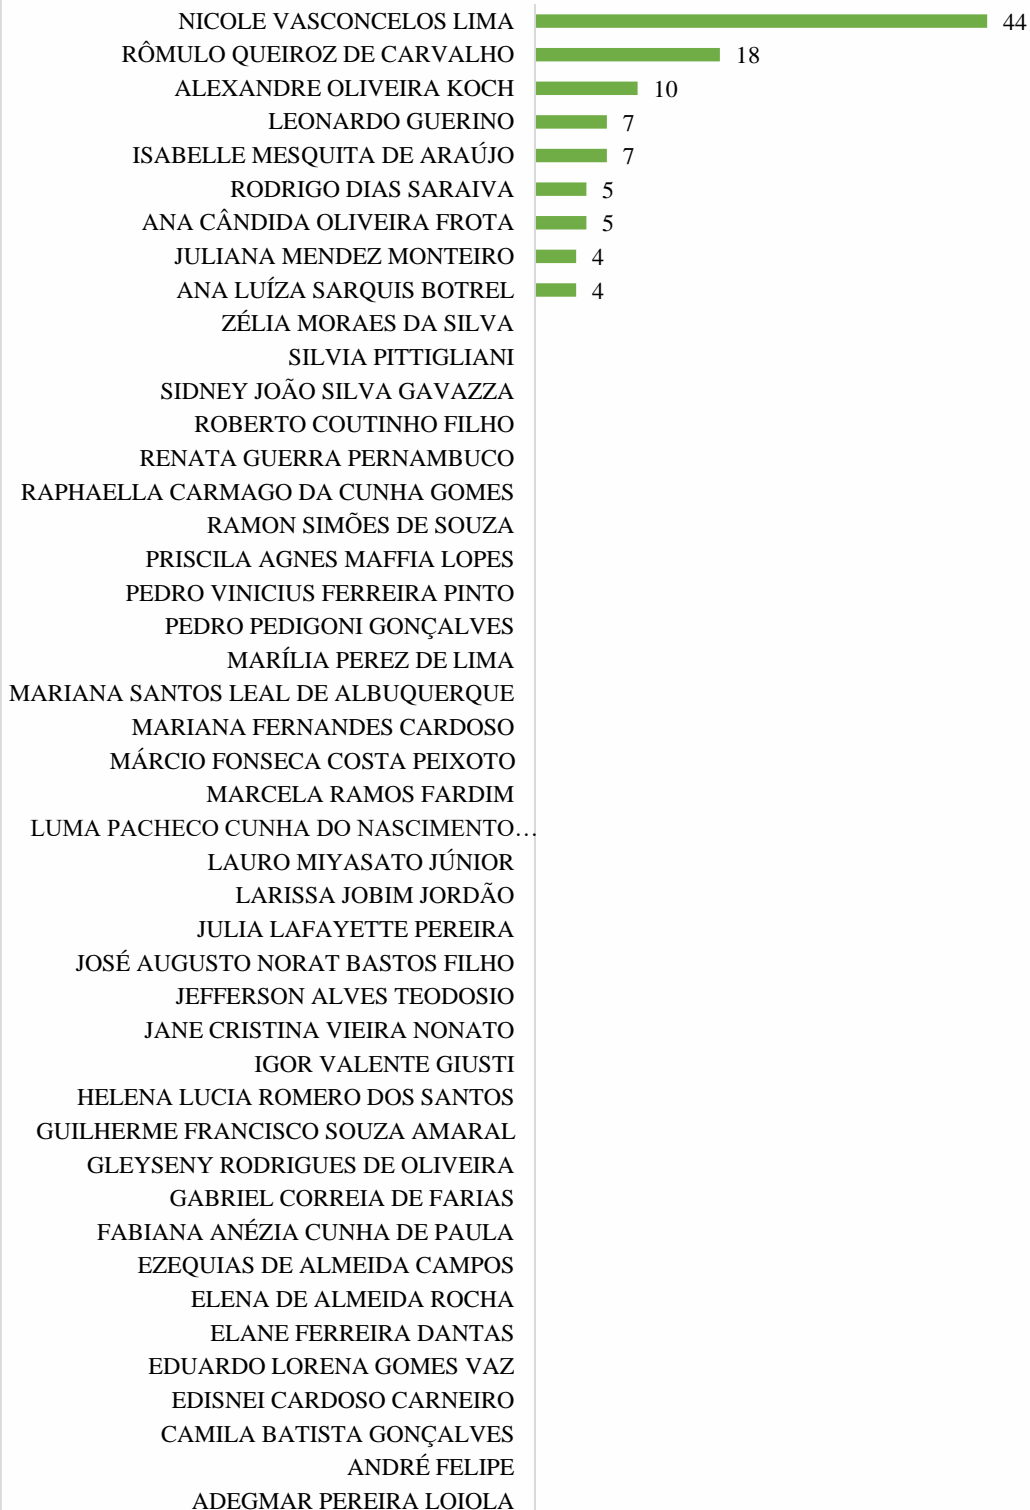 NICOLE VASCONCELOS LIMA 44
RÔMULO QUEIROZ DE CARVALHO 18
ALEXANDRE OLIVEIRA KOCH 10
LEONARDO GUERINO 7
ISABELLE MESQUITA DE ARAÚJO 7
RODRIGO DIAS SARAIVA 5
ANA CÂNDIDA OLIVEIRA FROTA 5
JULIANA MENDEZ MONTEIRO 4
ANA LUÍZA SARQUIS BOTREL 4
ZÉLIA MORAES DA SILVA
SILVIA PITTIGLIANI
SIDNEY JOÃO SILVA GAVAZZA
ROBERTO COUTINHO FILHO
RENATA GUERRA PERNAMBUCO
RAPHAELLA CARMAGO DA CUNHA GOMES
RAMON SIMÕES DE SOUZA
PRISCILA AGNES MAFFIA LOPES
PEDRO VINICIUS FERREIRA PINTO
PEDRO PEDIGONI GONÇALVES
MARÍLIA PEREZ DE LIMA
MARIANA SANTOS LEAL DE ALBUQUERQUE
MARIANA FERNANDES CARDOSO
MÁRCIO FONSECA COSTA PEIXOTO
MARCELA RAMOS FARDIM
LUMA PACHECO CUNHA DO NASCIMENTO…
LAURO MIYASATO JÚNIOR
LARISSA JOBIM JORDÃO
JULIA LAFAYETTE PEREIRA
JOSÉ AUGUSTO NORAT BASTOS FILHO
JEFFERSON ALVES TEODOSIO
JANE CRISTINA VIEIRA NONATO
IGOR VALENTE GIUSTI
HELENA LUCIA ROMERO DOS SANTOS
GUILHERME FRANCISCO SOUZA AMARAL
GLEYSENY RODRIGUES DE OLIVEIRA
GABRIEL CORREIA DE FARIAS
FABIANA ANÉZIA CUNHA DE PAULA
EZEQUIAS DE ALMEIDA CAMPOS
ELENA DE ALMEIDA ROCHA
ELANE FERREIRA DANTAS
EDUARDO LORENA GOMES VAZ
EDISNEI CARDOSO CARNEIRO
CAMILA BATISTA GONÇALVES
ANDRÉ FELIPE
ADEGMAR PEREIRA LOIOLA